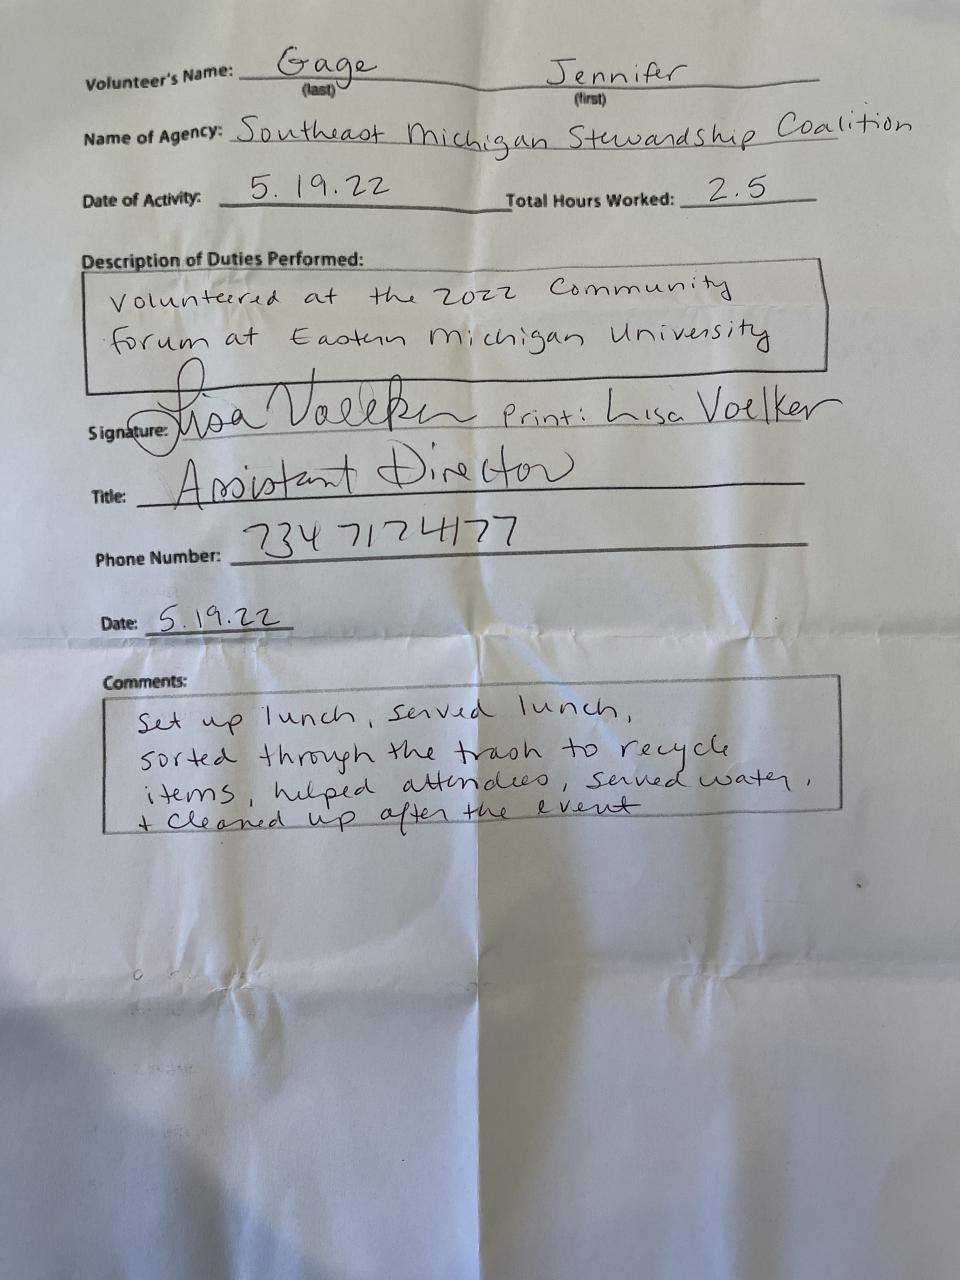 Volunteer's Name: Gage Jennifer
(last) (first)
Name of Agency: Southeast Michigan Stewardship Coalition
Date of Activity: 5.19.22 Total Hours Worked: 2.5
Description of Duties Performed:
Volunteered at the 2022 Community
forum at Eastern Michigan University
Signature: Lisa Voelker Print: Lisa Voelker
Title: Assistant Director
Phone Number: 734 7124177
Date: 5.19.22
Comments:
Set up lunch, served lunch,
sorted through the trash to recycle
items, helped attendees, served water,
+ cleaned up after the event